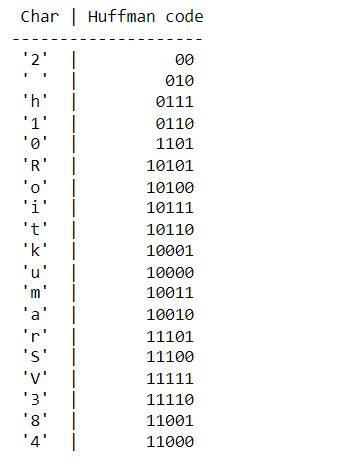 Char | Huffman code
--------------------
'2' | 00
' ' | 010
'h' | 0111
'1' | 0110
'0' | 1101
'R' | 10101
'o' | 10100
'i' | 10111
't' | 10110
'k' | 10001
'u' | 10000
'm' | 10011
'a' | 10010
'r' | 11101
'S' | 11100
'V' | 11111
'3' | 11110
'8' | 11001
'4' | 11000